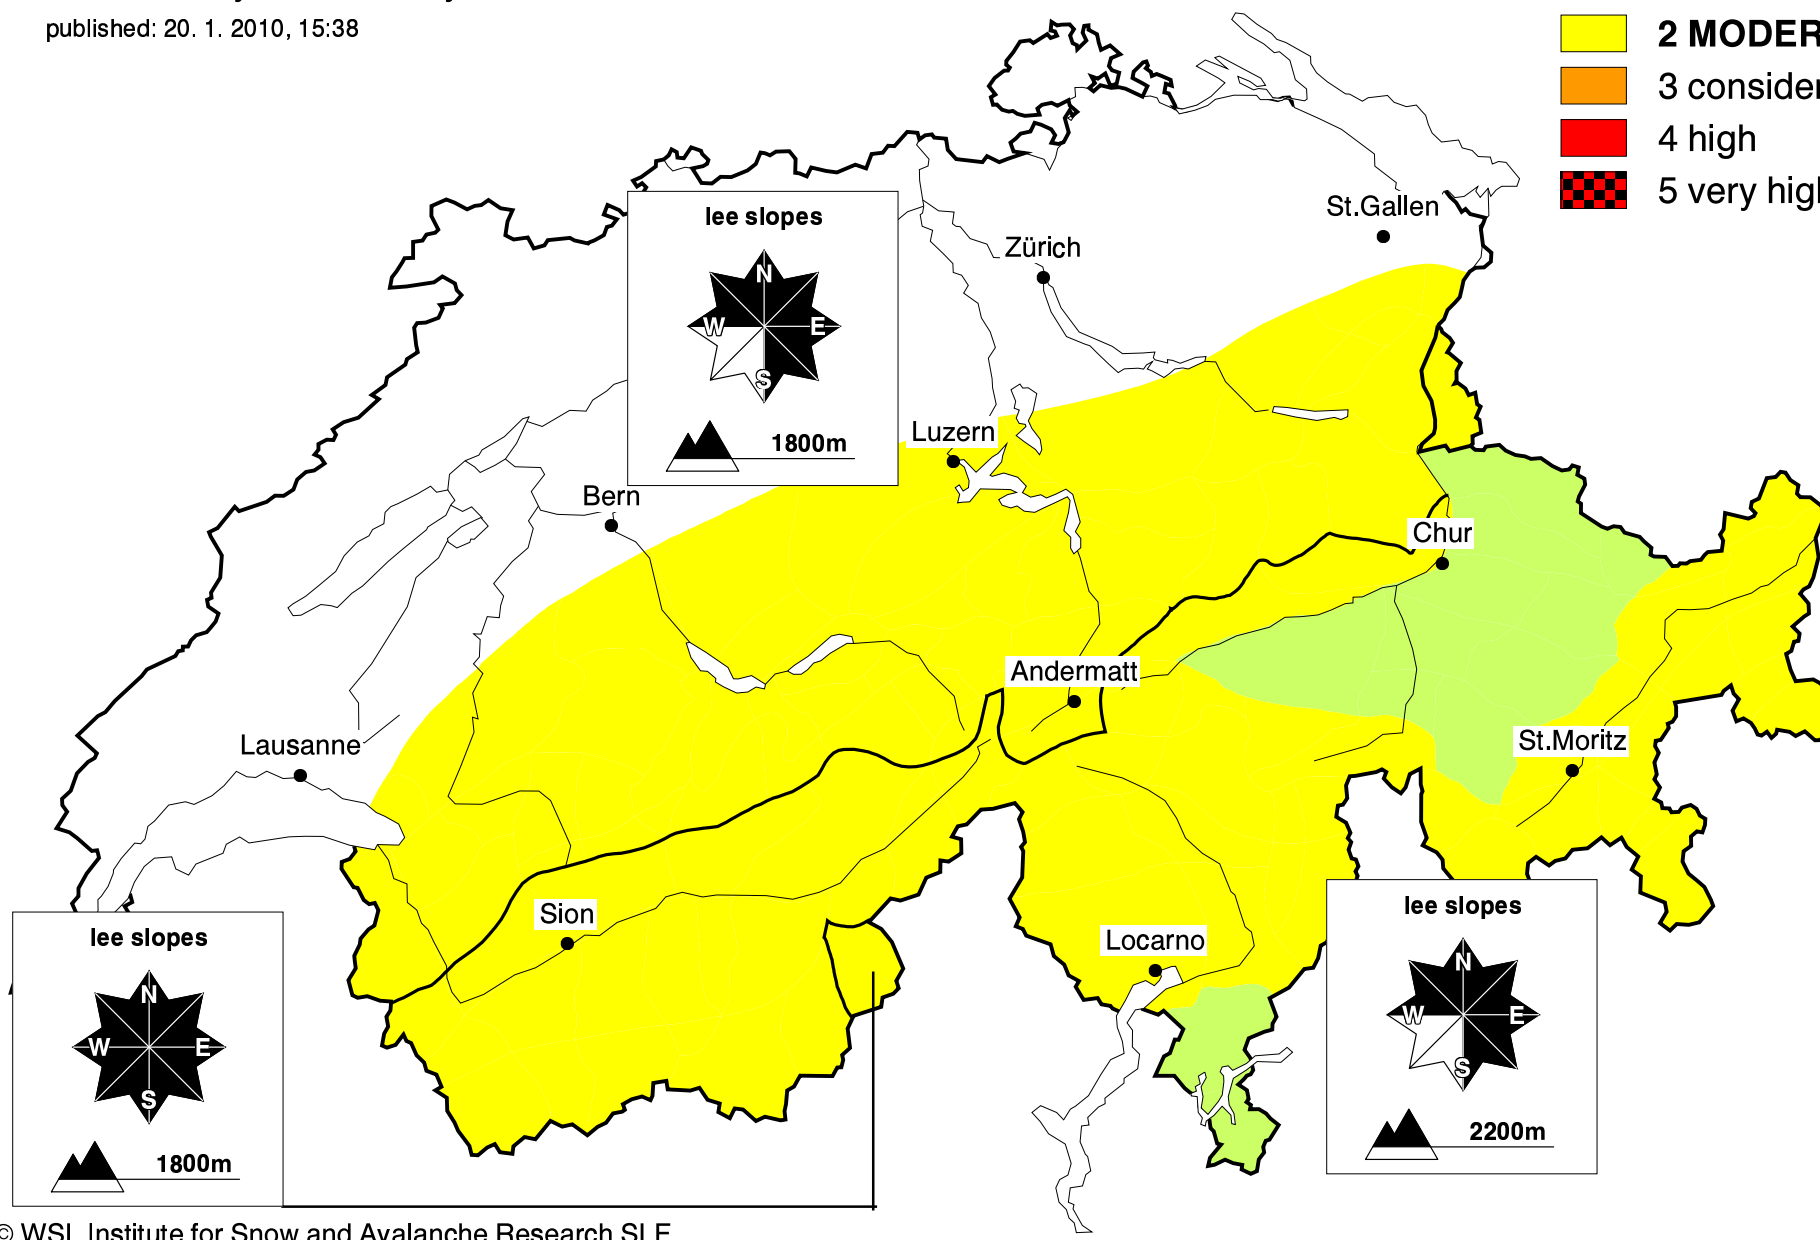 published: 20. 1. 2010, 15:38
2 MODER
3 consider
4 high
5 very high
St.Gallen
Zürich
lee slopes
N
W E
S
1800m
Luzern
Bern
Chur
Andermatt
St.Moritz
Lausanne
Sion
Locarno
lee slopes
N
W E
S
1800m
lee slopes
N
W E
S
2200m
© WSL Institute for Snow and Avalanche Research SLF